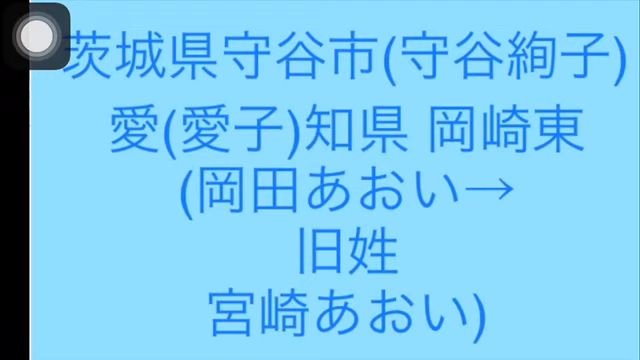 茨城県守谷市(守谷絢子)
愛(愛子)知県 岡崎東
(岡田あおい→
旧姓
宮崎あおい)